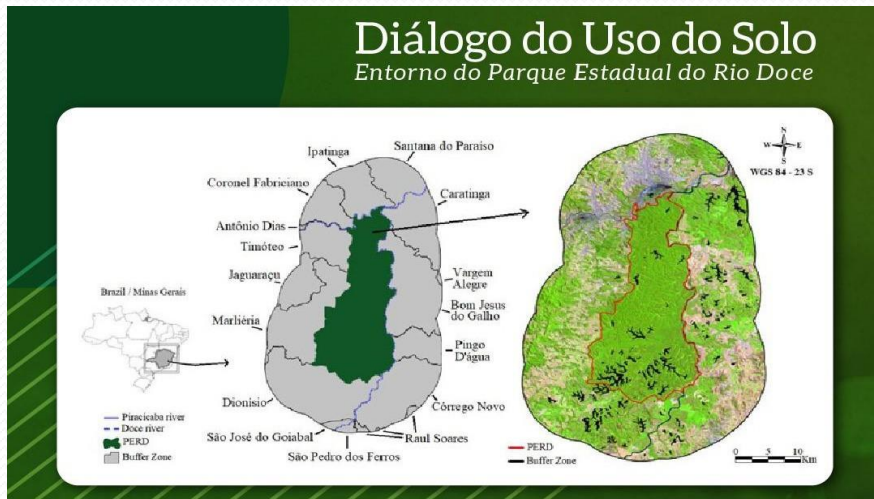 Diálogo do Uso do Solo
Entorno do Parque Estadual do Rio Doce
Ipatinga
Santana do Paraíso
Coronel Fabriciano
Caratinga
Antônio Dias
Timóteo
Jaguaraçu
Vargem
Alegre
Bom Jesus
do Galho
Marliéria
Pingo
D'água
Dionísio
Córrego Novo
São José do Goiabal
Raul Soares
São Pedro dos Ferros
Brazil / Minas Gerais
Piracicaba river
Doce river
PERD
Buffer Zone
S
W
E
S
WGS 84 - 23 S
PERD
Buffer Zone
0 5 10
Km